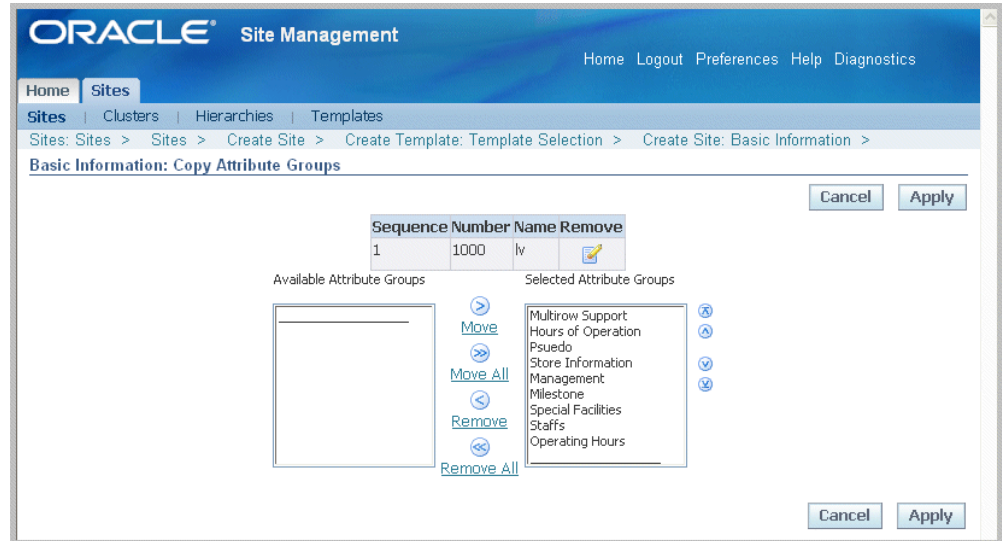 ORACLE® Site Management
Home Logout Preferences Help Diagnostics
Home Sites
Sites | Clusters | Hierarchies | Templates
Sites: Sites > Sites > Create Site > Create Template: Template Selection > Create Site: Basic Information >
Basic Information: Copy Attribute Groups
Cancel Apply
Sequence Number Name Remove
1 1000 lv
Available Attribute Groups
Selected Attribute Groups
Move
Move All
Remove
Remove All
Multirow Support
Hours of Operation
Psuedo
Store Information
Management
Milestone
Special Facilities
Staffs
Operating Hours
Cancel Apply